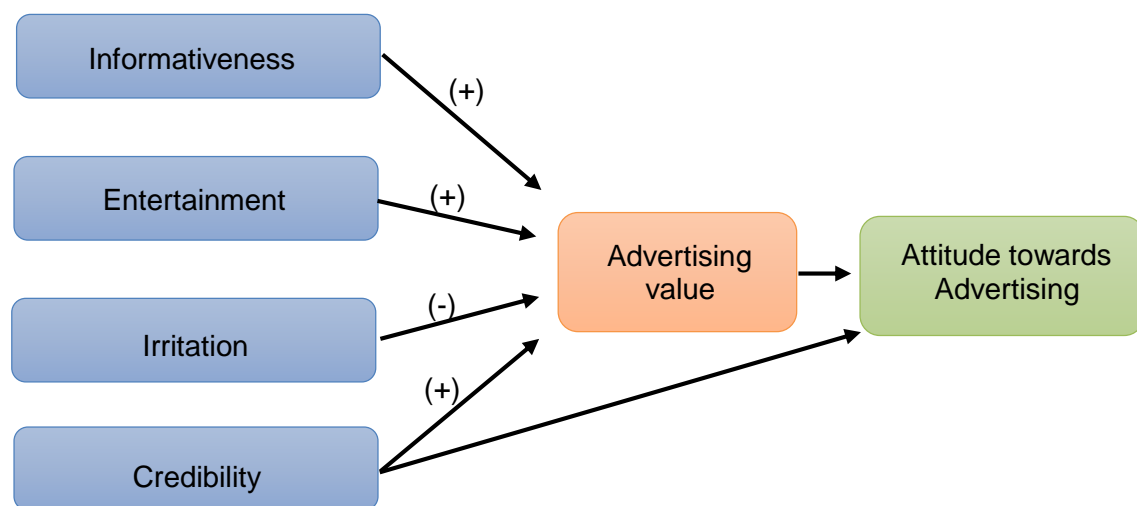 Informativeness
(+)
Entertainment
(+)
Advertising
value
Attitude towards
Advertising
(-)
Irritation
(+)
Credibility